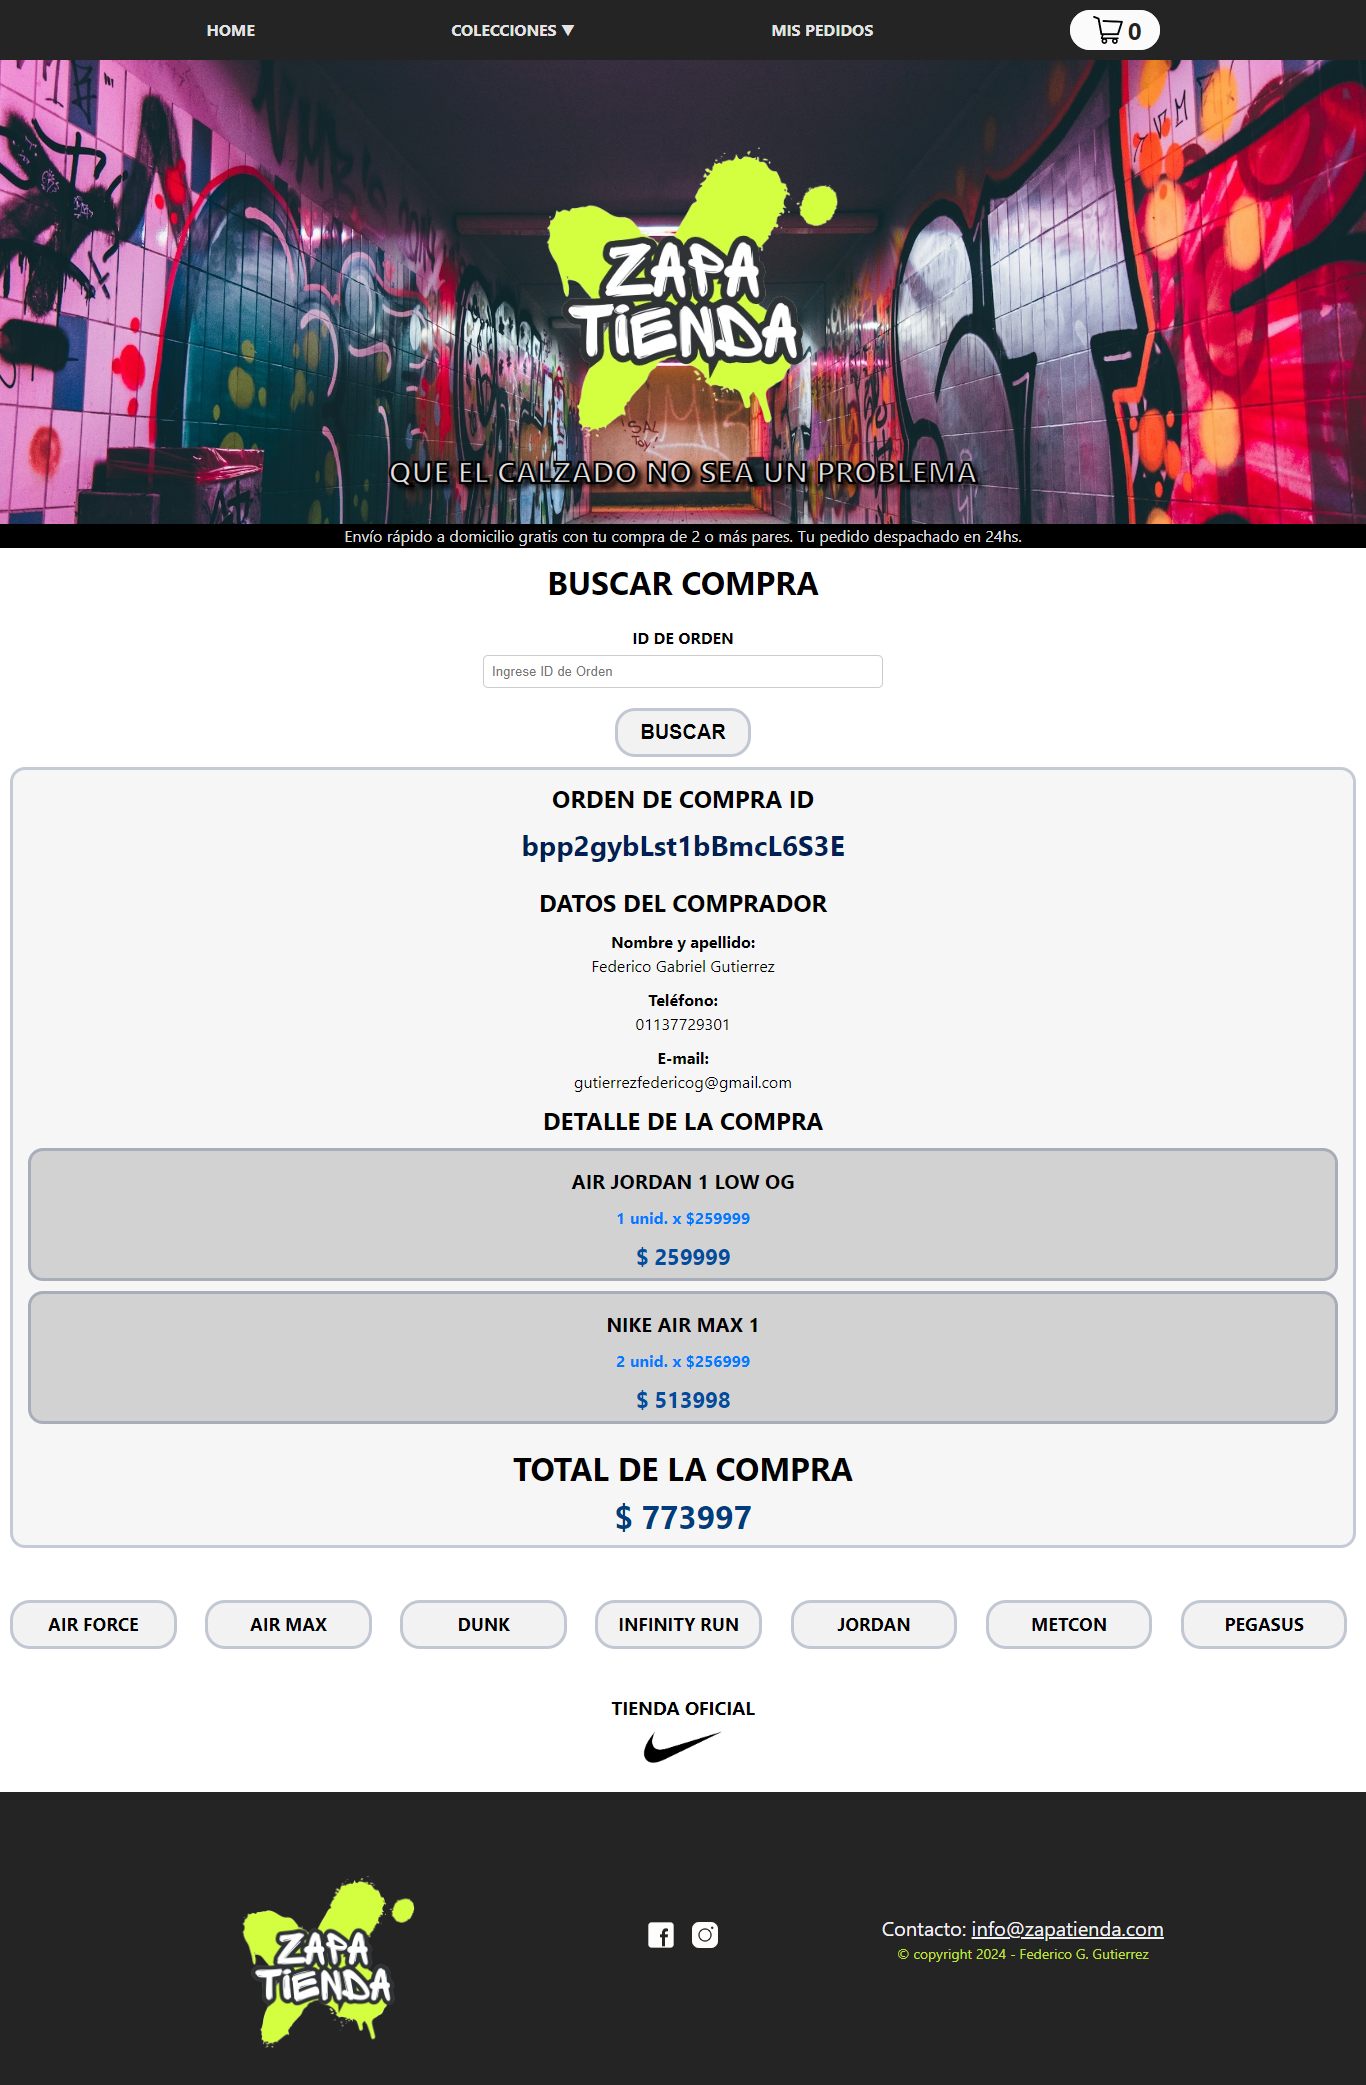 HOME
COLECCIONES ▼
MIS PEDIDOS
0
ZAPA
TIENDA
SAL
Toy!
QUE EL CALZADO NO SEA UN PROBLEMA
Envío rápido a domicilio gratis con tu compra de 2 o más pares. Tu pedido despachado en 24hs.
BUSCAR COMPRA
ID DE ORDEN
Ingrese ID de Orden
BUSCAR
ORDEN DE COMPRA ID
bpp2gybLst1bBmcL6S3E
DATOS DEL COMPRADOR
Nombre y apellido:
Federico Gabriel Gutierrez
Teléfono:
01137729301
E-mail:
gutierrezfedericog@gmail.com
DETALLE DE LA COMPRA
AIR JORDAN 1 LOW OG
1 unid. x $259999
$ 259999
NIKE AIR MAX 1
2 unid. x $256999
$ 513998
TOTAL DE LA COMPRA
$ 773997
AIR FORCE
AIR MAX
DUNK
INFINITY RUN
JORDAN
METCON
PEGASUS
TIENDA OFICIAL
ZAPA
TIENDA
Contacto: info@zapatienda.com
© copyright 2024 - Federico G. Gutierrez